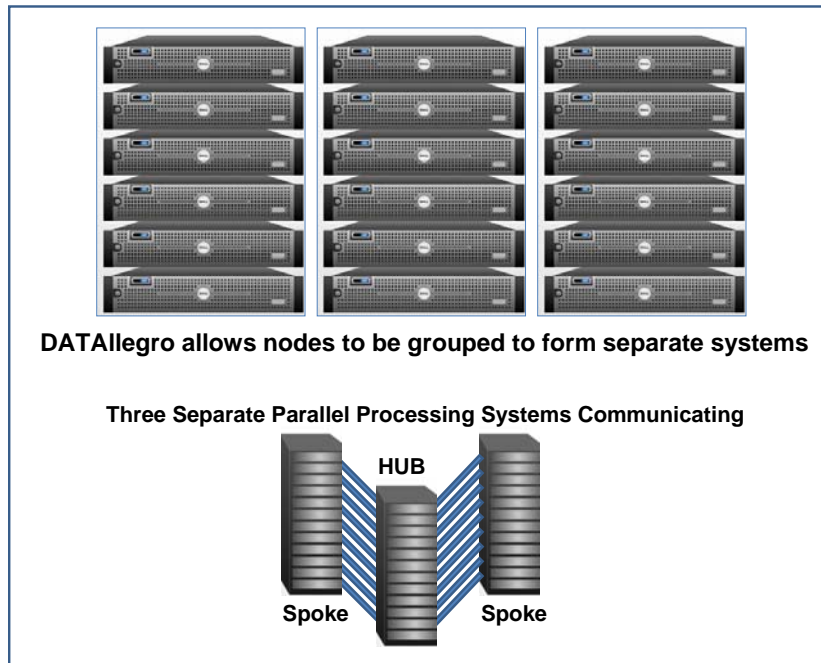 DATAllegro allows nodes to be grouped to form separate systems
Three Separate Parallel Processing Systems Communicating
HUB
Spoke
Spoke